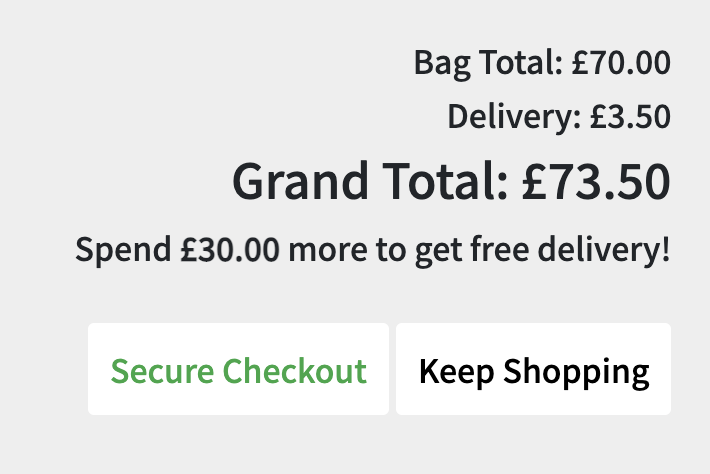 Bag Total: £70.00
Delivery: £3.50
Grand Total: £73.50
Spend £30.00 more to get free delivery!
Secure Checkout Keep Shopping